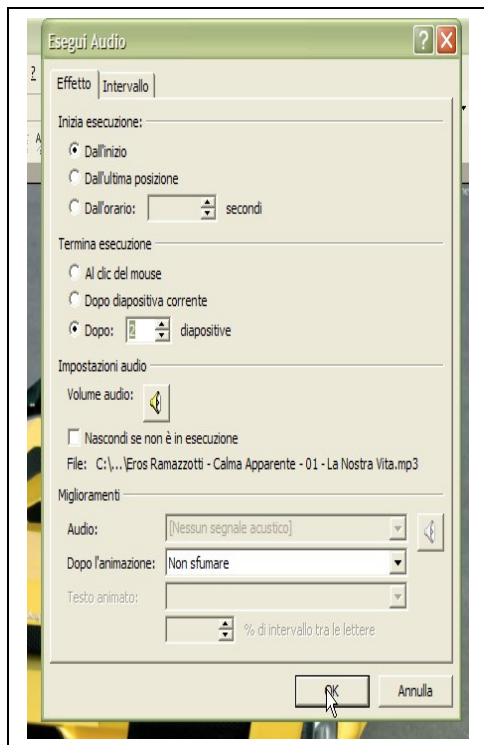 Esegui Audio
?
Effetto Intervallo
Inizia esecuzione:
Dall'inizio
Dall'ultima posizione
Dall'orario: secondi
Termina esecuzione
Al clic del mouse
Dopo diapositiva corrente
Dopo: 2 diapositive
Impostazioni audio
Volume audio:
Nascondi se non è in esecuzione
File: C:\...\Eros Ramazzotti - Calma Apparente - 01 - La Nostra Vita.mp3
Miglioramenti
Audio: [Nessun segnale acustico]
Dopo l'animazione: Non sfumare
Testo animato:
% di intervallo tra le lettere
OK Annulla